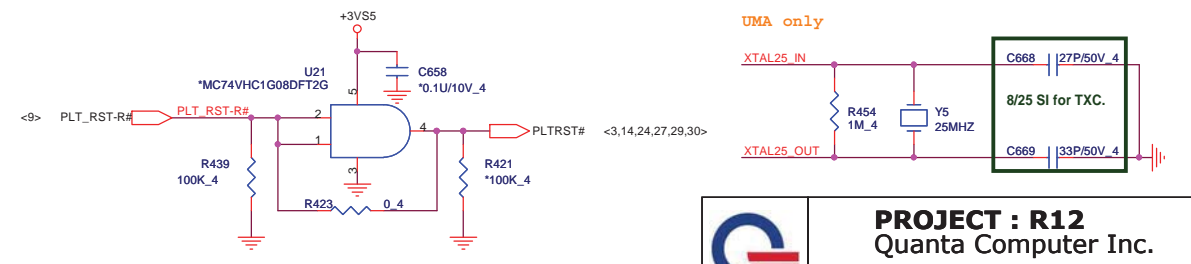 +3VS5
U21
*MC74VHC1G08DFT2G
C658
*0.1U/10V_4
5
<9> PLT_RST-R# PLT_RST-R# 2
1
4
3
PLTRST# <3,14,24,27,29,30>
R439
100K_4
R421
*100K_4
R423 0_4
UMA only
XTAL25_IN
C668 27P/50V_4
R454
1M_4
Y5
25MHZ
8/25 SI for TXC.
XTAL25_OUT
C669 33P/50V_4
PROJECT : R12
Quanta Computer Inc.